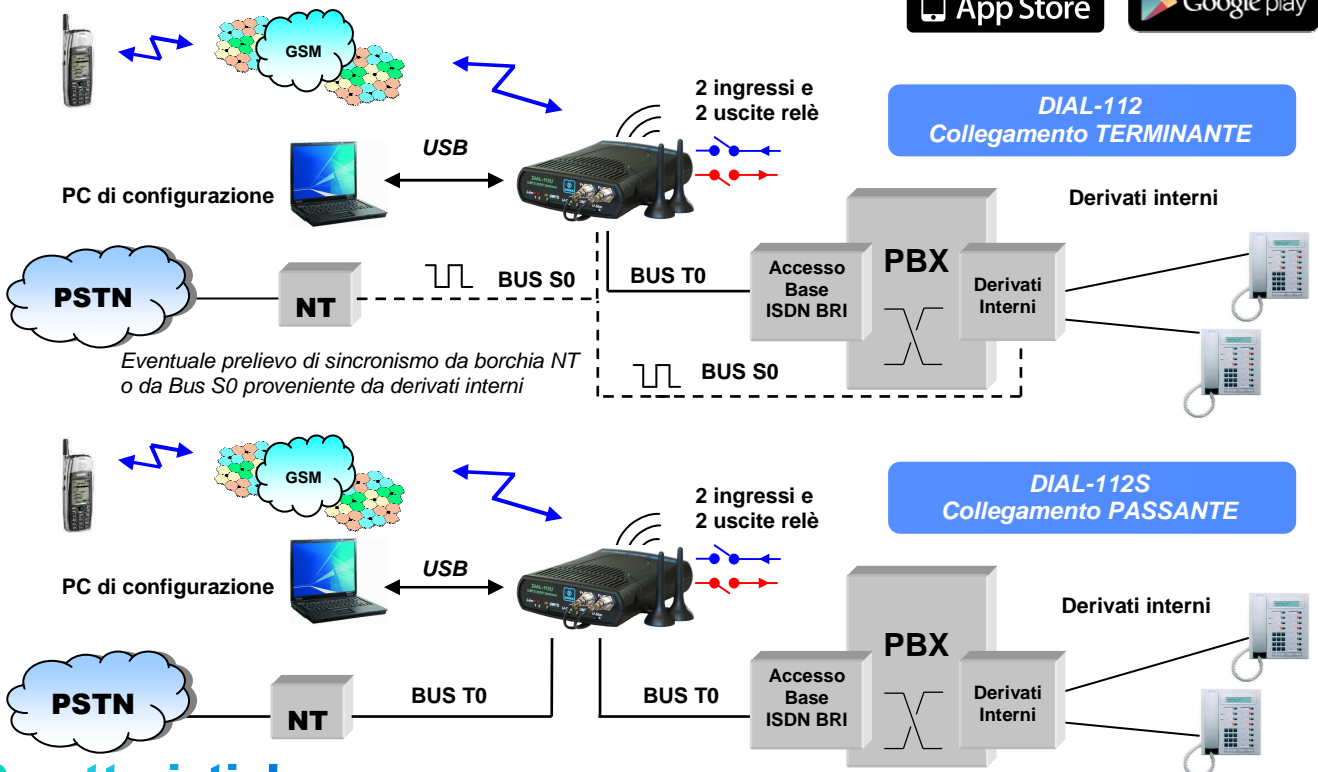 App Store
Google play
GSM
2 ingressi e
2 uscite relè
DIAL-112
Collegamento TERMINANTE
USB
PC di configurazione
Derivati interni
PSTN
NT
BUS S0
BUS T0
Accesso
Base
ISDN BRI
PBX
Derivati
Interni
Eventuale prelievo di sincronismo da borchia NT
o da Bus S0 proveniente da derivati interni
BUS S0
GSM
2 ingressi e
2 uscite relè
DIAL-112S
Collegamento PASSANTE
USB
PC di configurazione
Derivati interni
PSTN
NT
BUS T0
BUS T0
Accesso
Base
ISDN BRI
PBX
Derivati
Interni